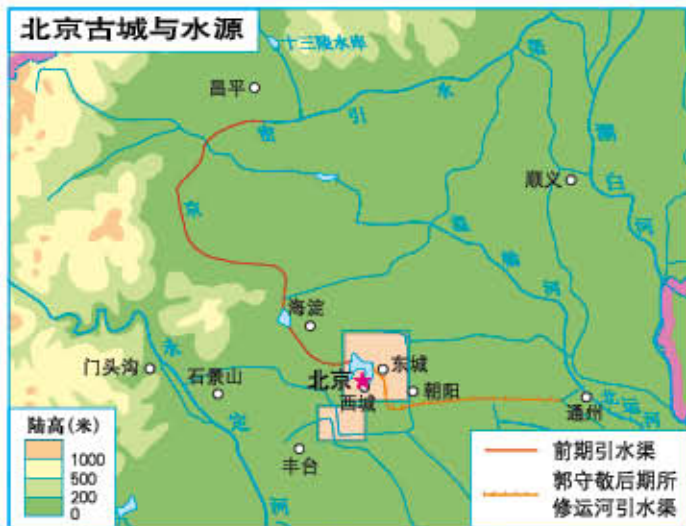 北京古城与水源
十三陵水库
昌平
京密引水渠
潮白河
顺义
温榆河
海淀
门头沟
石景山
永定河
北京
东城
西城
朝阳
通州
北运河
丰台
陆高(米)
1000
500
200
0
前期引水渠
郭守敬后期所
修运河引水渠